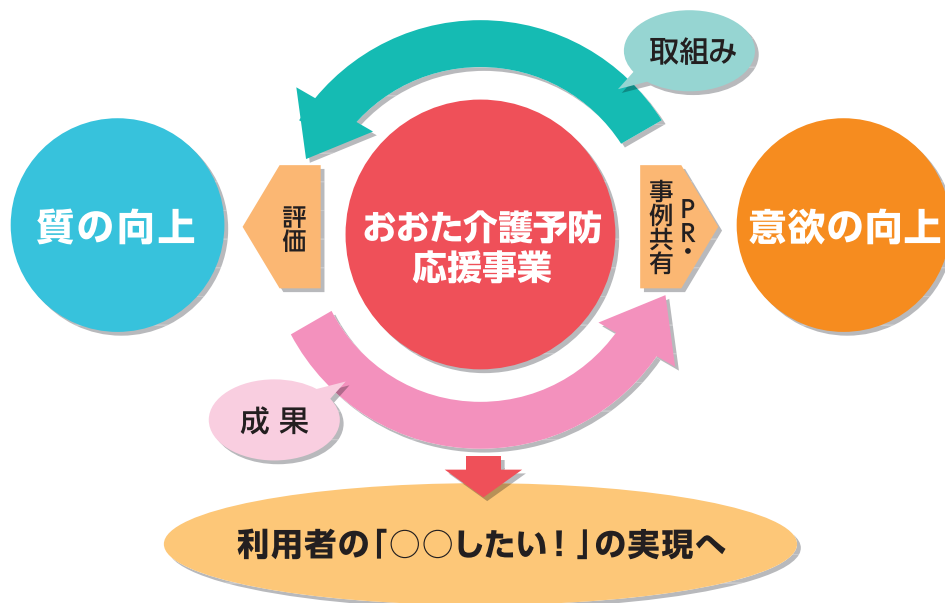 取組み
質の向上
評価
おおた介護予防
応援事業
PR・
事例共有
意欲の向上
成果
利用者の「○○したい！」の実現へ